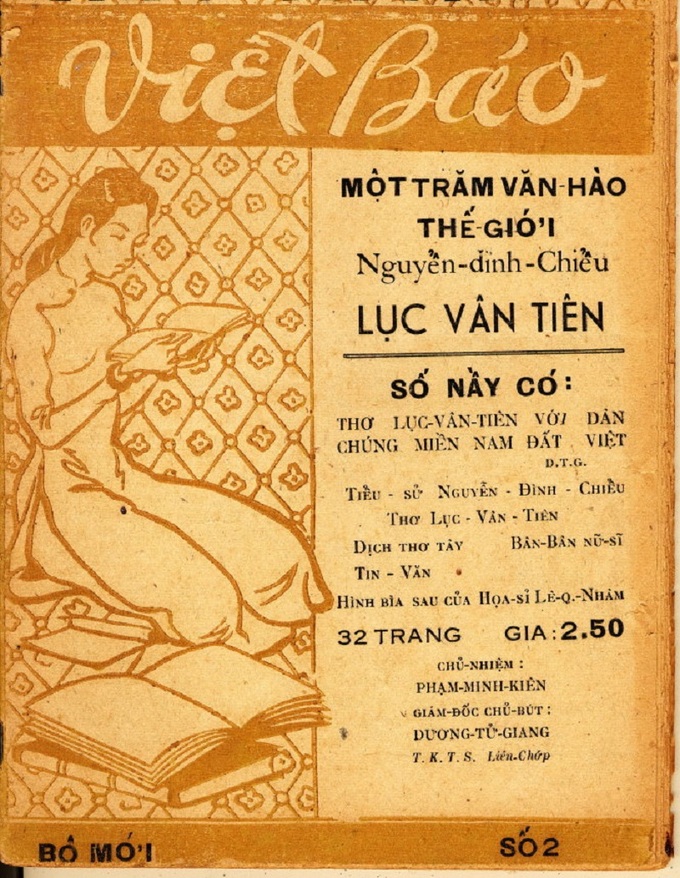 Việt Báo
MỘT TRĂM VĂN-HÀO
THẾ-GIỚI
Nguyễn-đình-Chiểu
LỤC VÂN TIÊN
SỐ NẦY CÓ:
THƠ LỤC-VÂN-TIÊN VỚI DÂN
CHÚNG MIỀN NAM ĐẤT VIỆT
D.T.G.
TIỂU - SỬ NGUYỄN - ĐÌNH - CHIỂU
THƠ LỤC - VÂN - TIÊN
DỊCH THƠ TÂY BÂN-BÂN NỮ-SĨ
TIN - VĂN
HÌNH BÌA SAU CỦA HỌA-SĨ LÊ-Q.-NHÂM
32 TRANG GIA: 2.50
CHỦ-NHIỆM :
PHẠM-MINH-KIÊN
GIÁM-ĐỐC CHỦ-BÚT :
DƯƠNG-TỬ-GIANG
T. K. T. S. Liên-Chớp
BỘ MỚI
SỐ 2